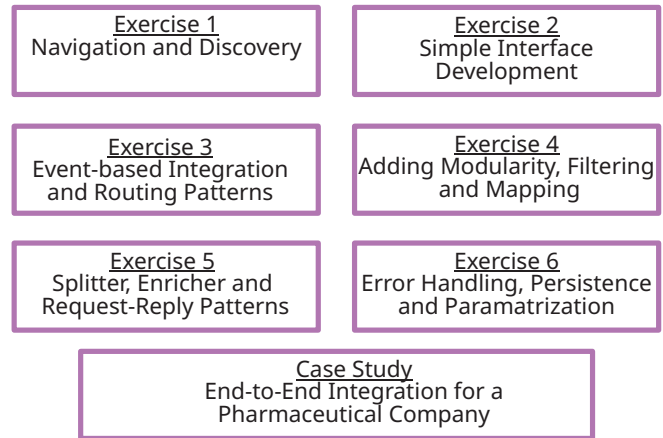 Exercise 1
Navigation and Discovery
Exercise 2
Simple Interface
Development
Exercise 3
Event-based Integration
and Routing Patterns
Exercise 4
Adding Modularity, Filtering
and Mapping
Exercise 5
Splitter, Enricher and
Request-Reply Patterns
Exercise 6
Error Handling, Persistence
and Paramatrization
Case Study
End-to-End Integration for a
Pharmaceutical Company